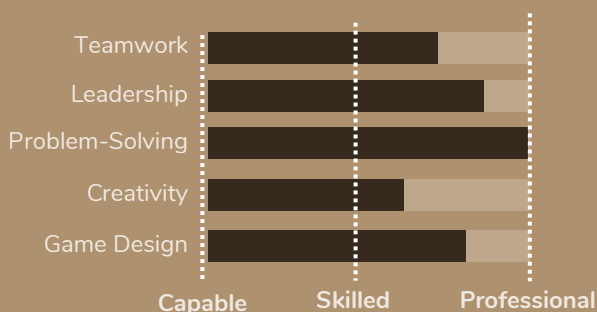 Teamwork
Leadership
Problem-Solving
Creativity
Game Design
Capable
Skilled
Professional